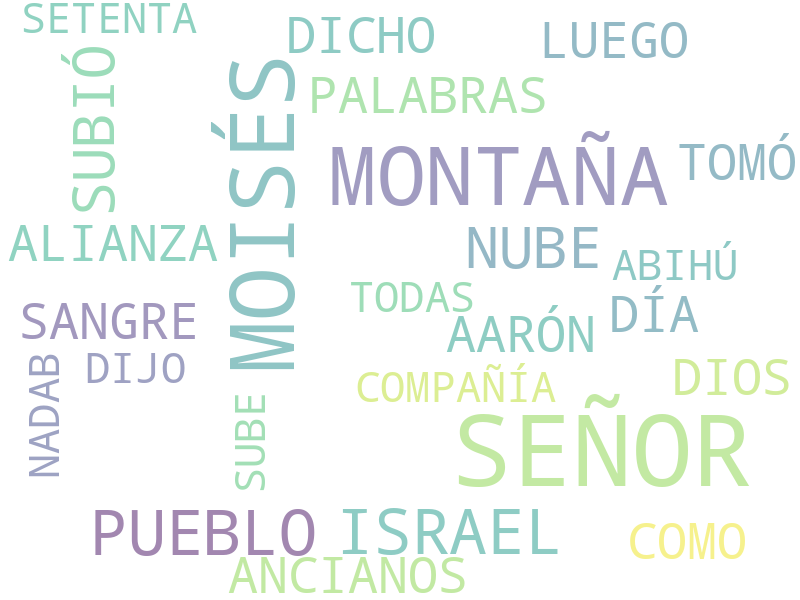 SETENTA
DICHO
LUEGO
SUBIÓ
MOISÉS
PALABRAS
MONTAÑA
TOMÓ
ALIANZA
NUBE
ABIHÚ
TODAS
DÍA
SANGRE
AARÓN
DIJO
NADAB
COMPAÑÍA
DIOS
SUBE
SEÑOR
PUEBLO
ISRAEL
COMO
ANCIANOS